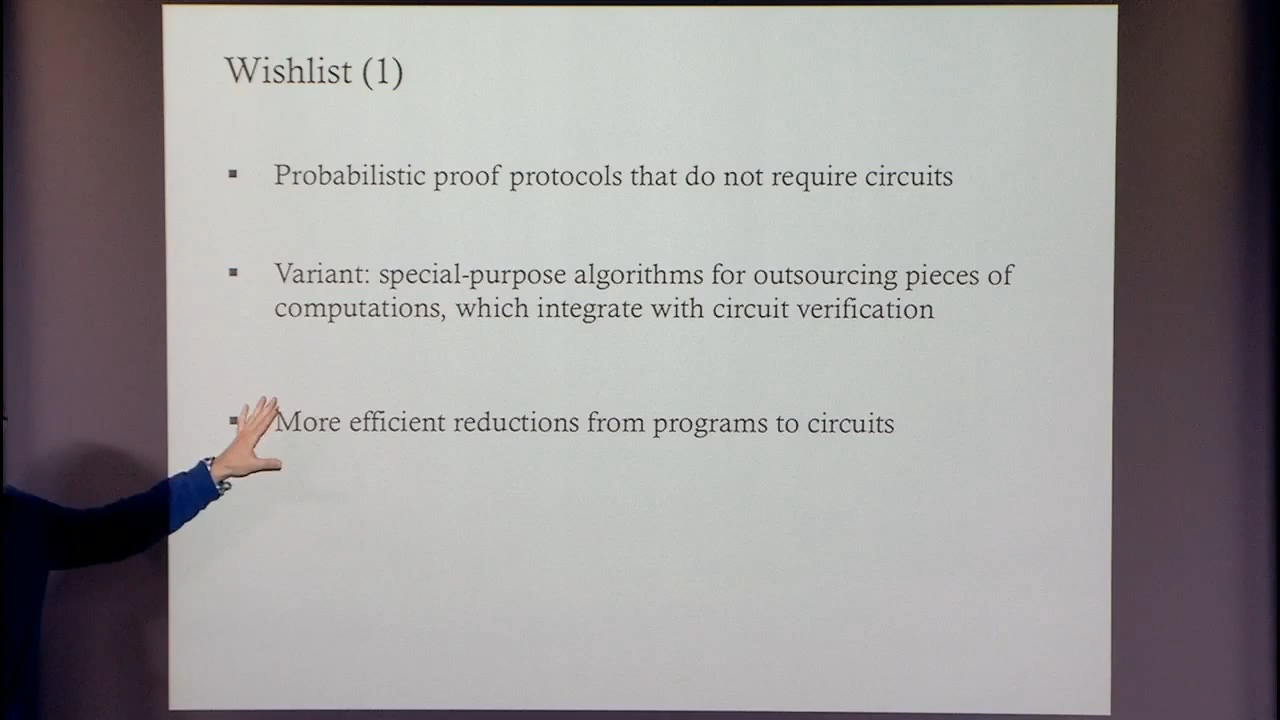 Wishlist (1)
▪ Probabilistic proof protocols that do not require circuits
▪ Variant: special-purpose algorithms for outsourcing pieces of
computations, which integrate with circuit verification
▪ More efficient reductions from programs to circuits